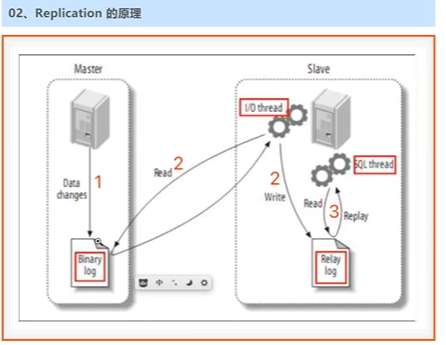 02、Replication 的原理
Master
Slave
I/O thread
SQL thread
Data
changes
1
Read
2
2
Write
Read
3
Replay
Binary
log
Relay
log
中